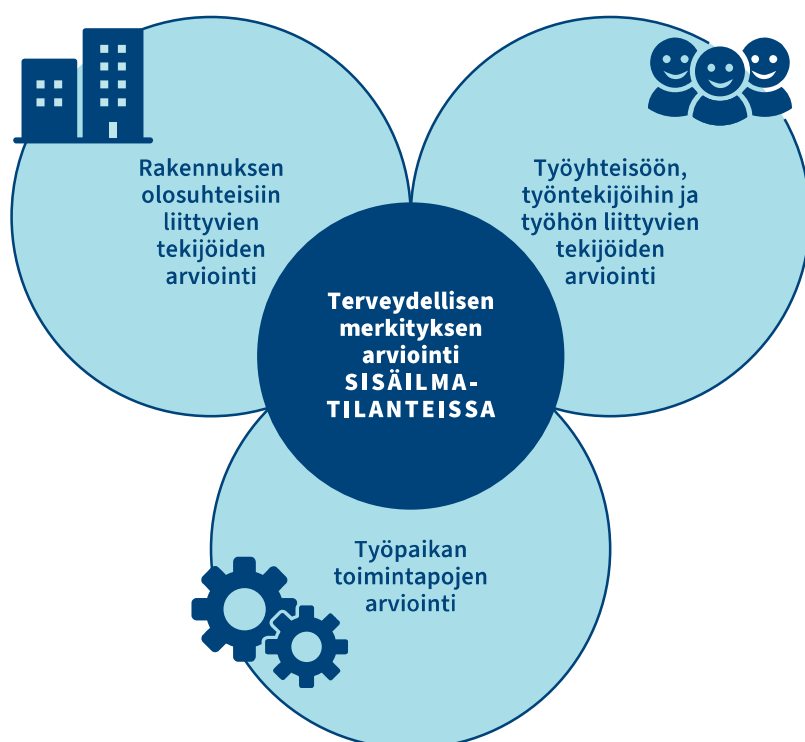 Rakennuksen
olosuhteisiin
liittyvien
tekijöiden
arviointi
Työyhteisöön,
työntekijöihin ja
työhön liittyvien
tekijöiden
arviointi
Terveydellisen
merkityksen
arviointi
SISÄILMA-
TILANTEISSA
Työpaikan
toimintapojen
arviointi